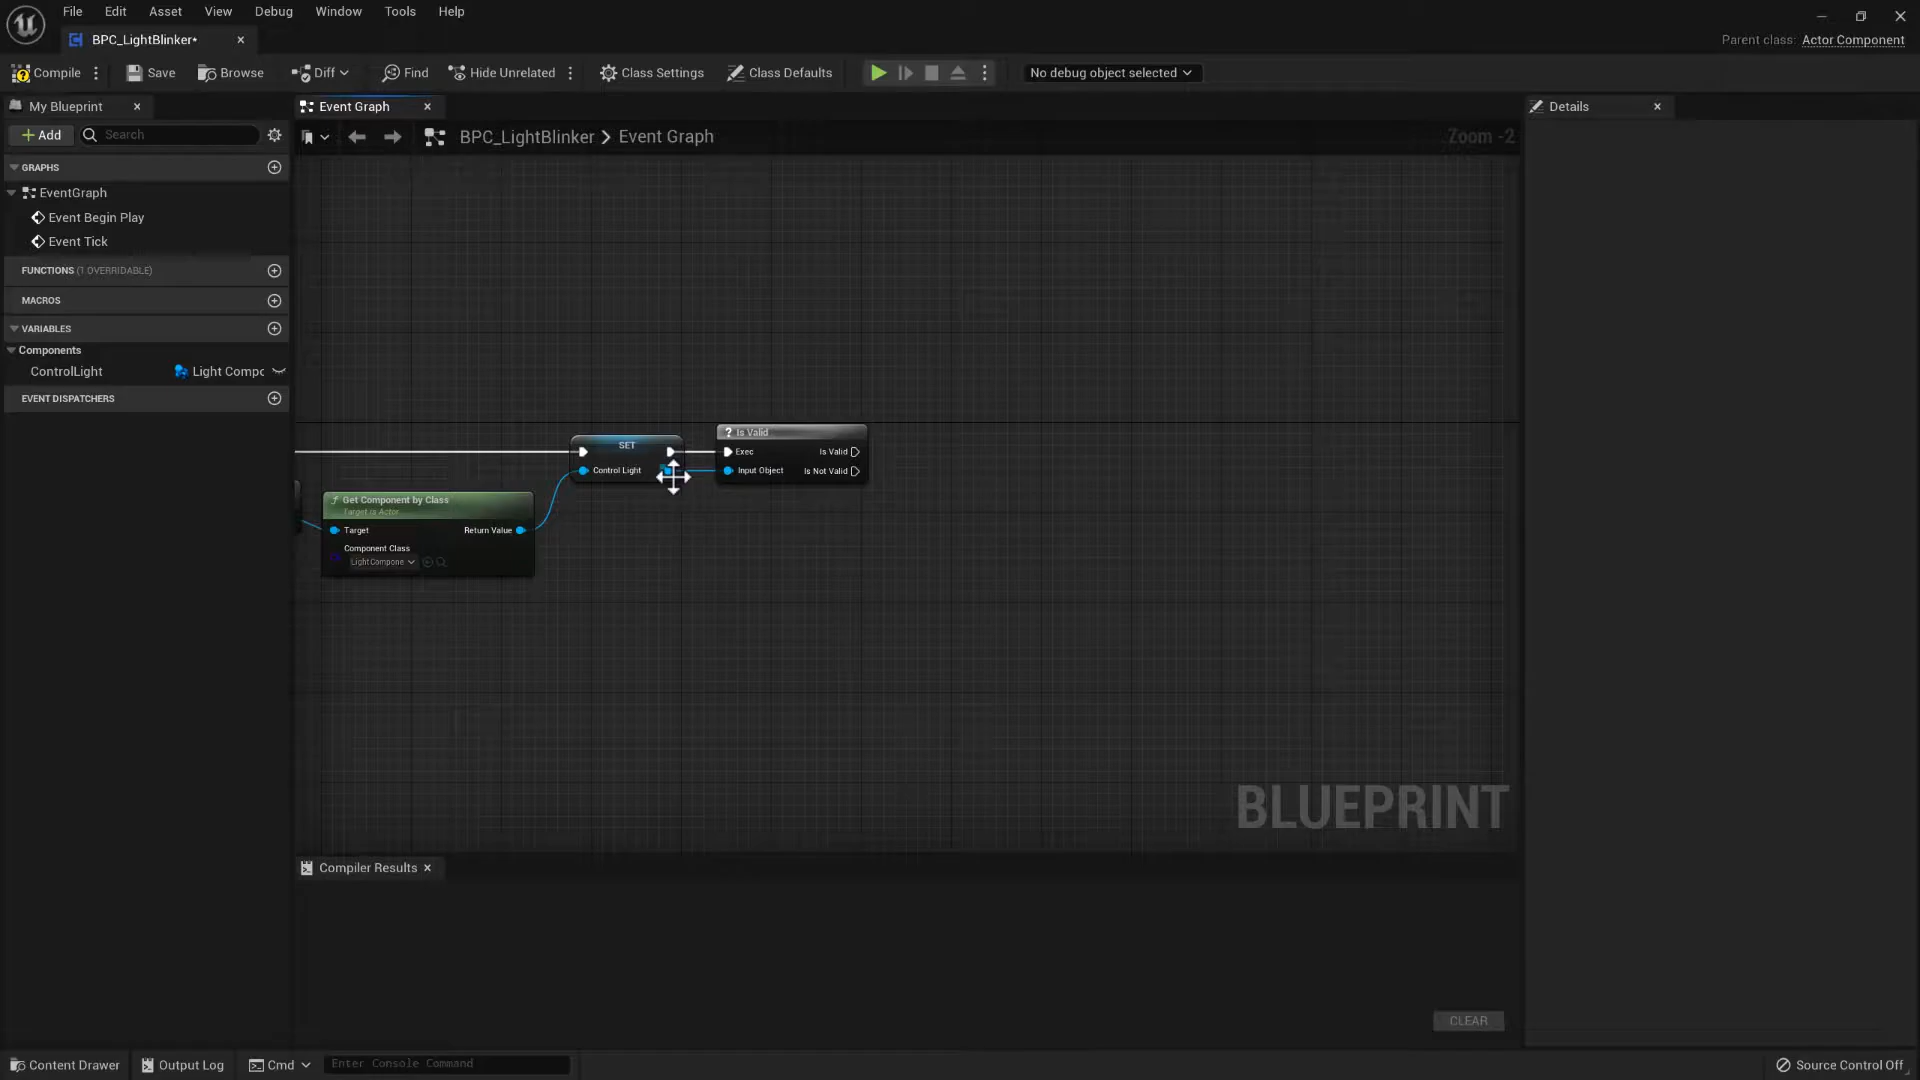 File Edit Asset View Debug Window Tools Help
BPC_LightBlinker*
Parent class: Actor Component
Compile Save Browse Diff Find Hide Unrelated Class Settings Class Defaults No debug object selected
My Blueprint
Event Graph
Details
Add Search
BPC_LightBlinker > Event Graph
Zoom -2
GRAPHS
EventGraph
Event Begin Play
Event Tick
FUNCTIONS (1 OVERRIDABLE)
MACROS
VARIABLES
Components
ControlLight Light Compo
EVENT DISPATCHERS
SET
Control Light
? Is Valid
Exec Is Valid
Input Object Is Not Valid
f Get Component by Class
Target is Actor
Target Return Value
Component Class
LightCompone
BLUEPRINT
Compiler Results
CLEAR
Content Drawer Output Log Cmd Enter Console Command Source Control Off